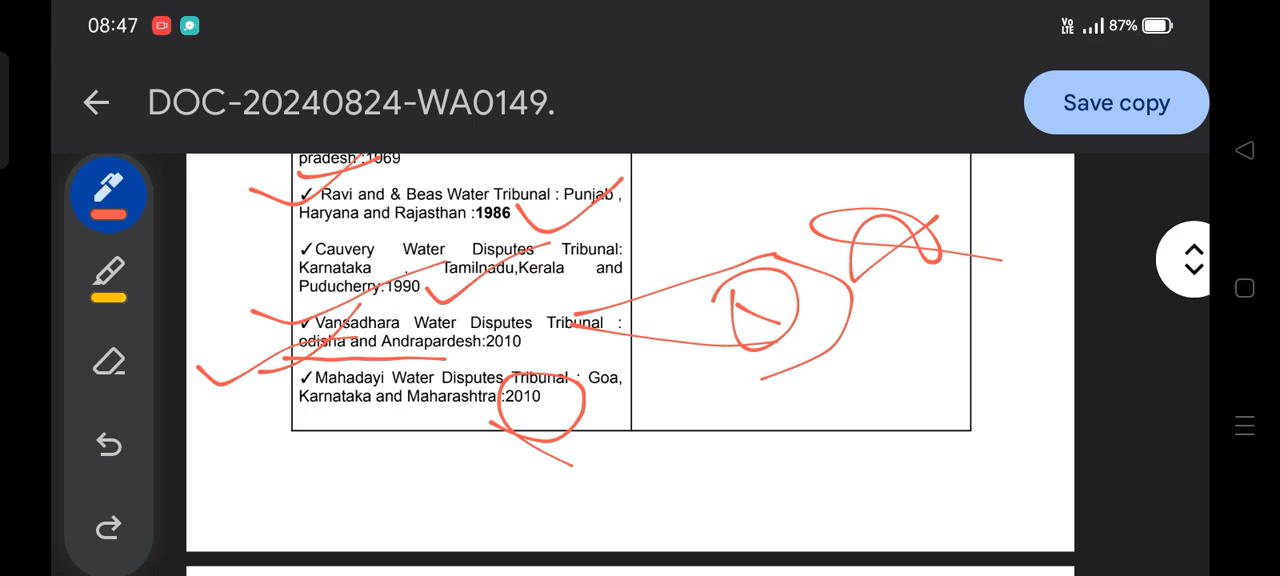 08:47
Vo
LTE
87%
DOC-20240824-WA0149.
Save copy
pradesh :1969
✓ Ravi and & Beas Water Tribunal : Punjab ,
Haryana and Rajasthan :1986
✓Cauvery Water Disputes Tribunal:
Karnataka , Tamilnadu,Kerala and
Puducherry:1990
✓Vansadhara Water Disputes Tribunal :
odisha and Andrapardesh:2010
✓Mahadayi Water Disputes Tribunal : Goa,
Karnataka and Maharashtra :2010